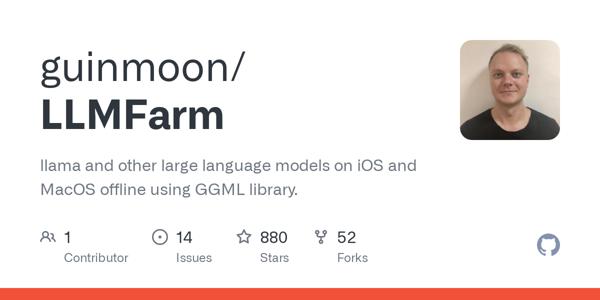 guinmoon/
LLMFarm
llama and other large language models on iOS and
MacOS offline using GGML library.
1 14 880 52
Contributor Issues Stars Forks